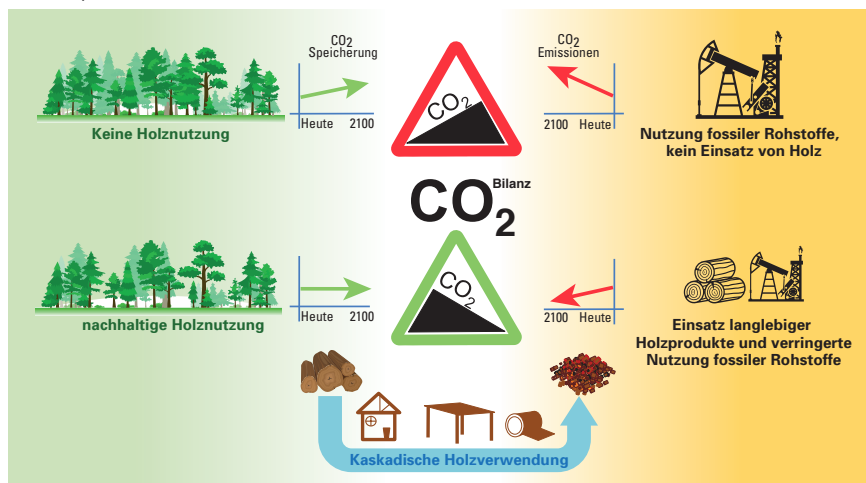 CO2
Speicherung
Heute 2100
Keine Holznutzung
CO2
CO2
Emissionen
2100 Heute
Nutzung fossiler Rohstoffe,
kein Einsatz von Holz
CO2 Bilanz
Heute 2100
nachhaltige Holznutzung
CO2
2100 Heute
Einsatz langlebiger
Holzprodukte und verringerte
Nutzung fossiler Rohstoffe
Kaskadische Holzverwendung